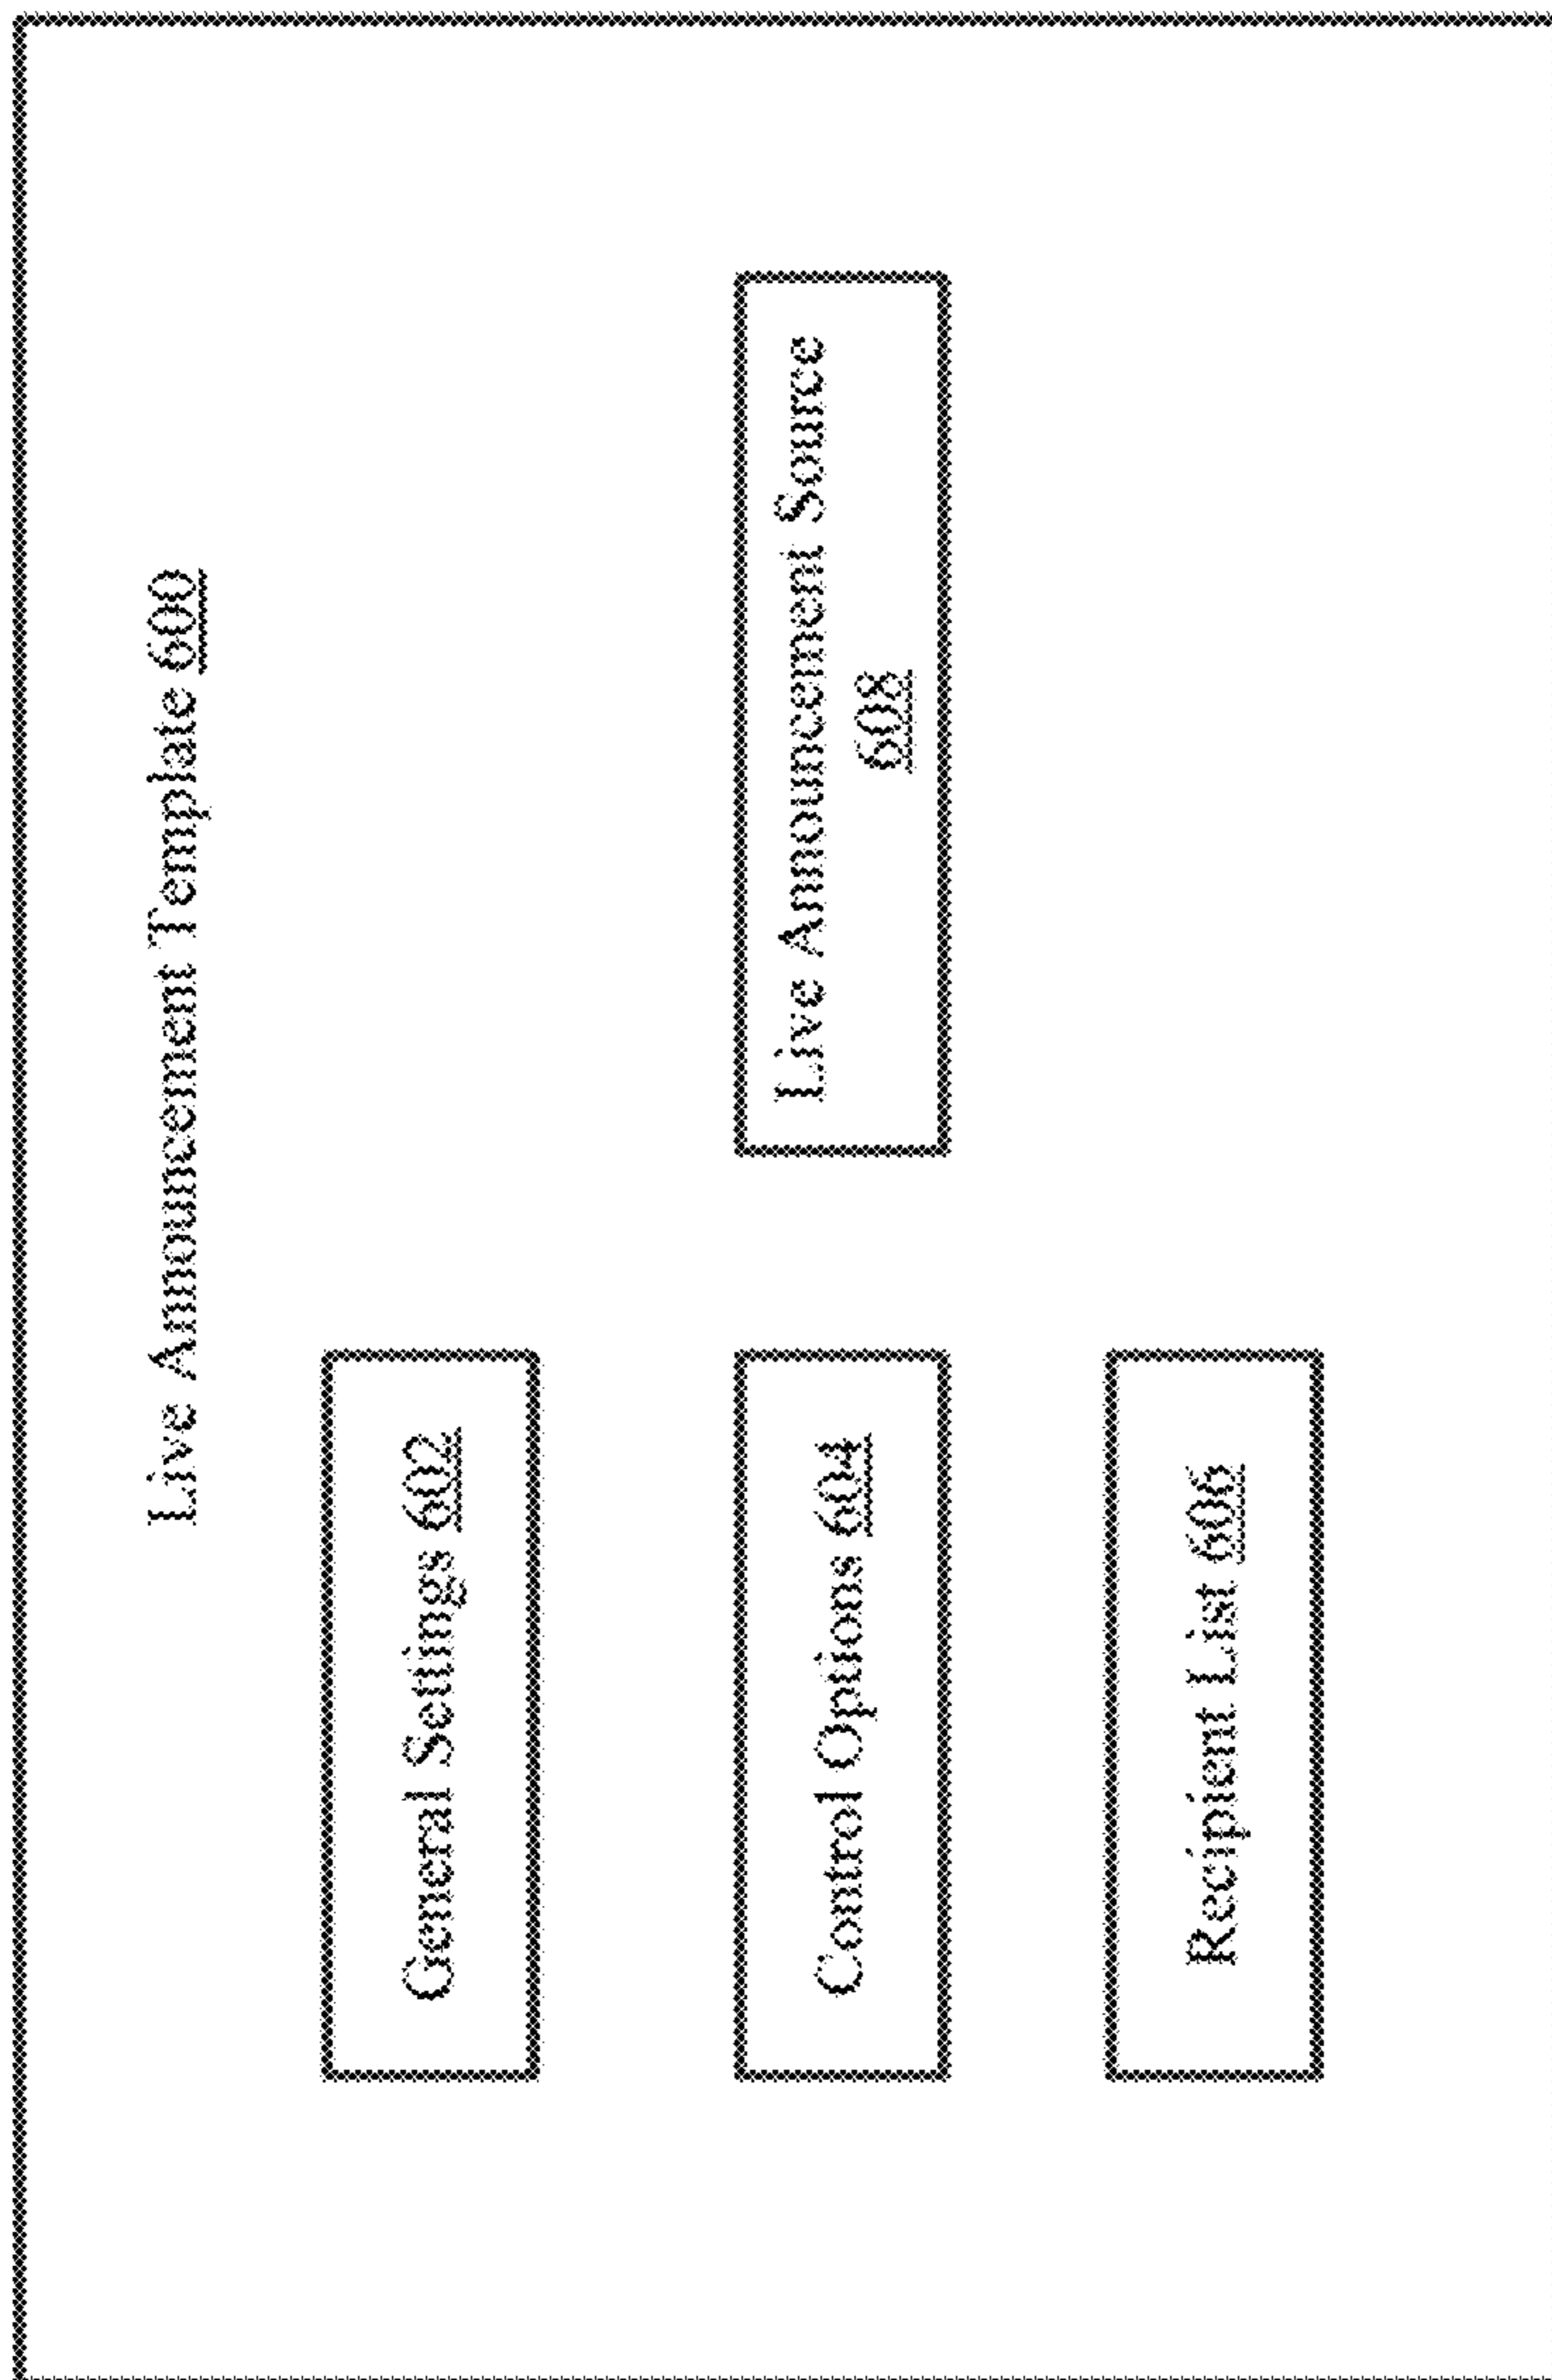 Live Announcement Template 600
General Settings 602
Control Options 604
Live Announcement Source
608
Recipient List 606